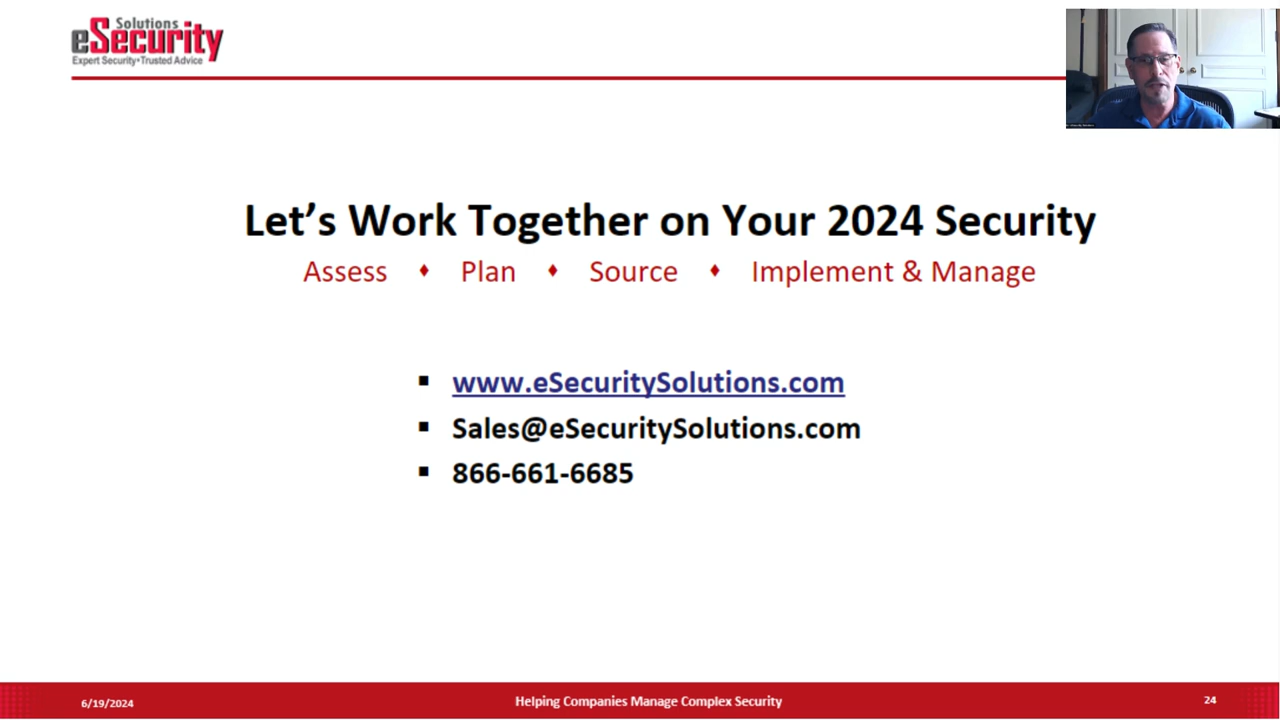 Solutions
eSecurity
Expert Security•Trusted Advice
Let's Work Together on Your 2024 Security
Assess ♦ Plan ♦ Source ♦ Implement & Manage
▪ www.eSecuritySolutions.com
▪ Sales@eSecuritySolutions.com
▪ 866-661-6685
6/19/2024 Helping Companies Manage Complex Security 24